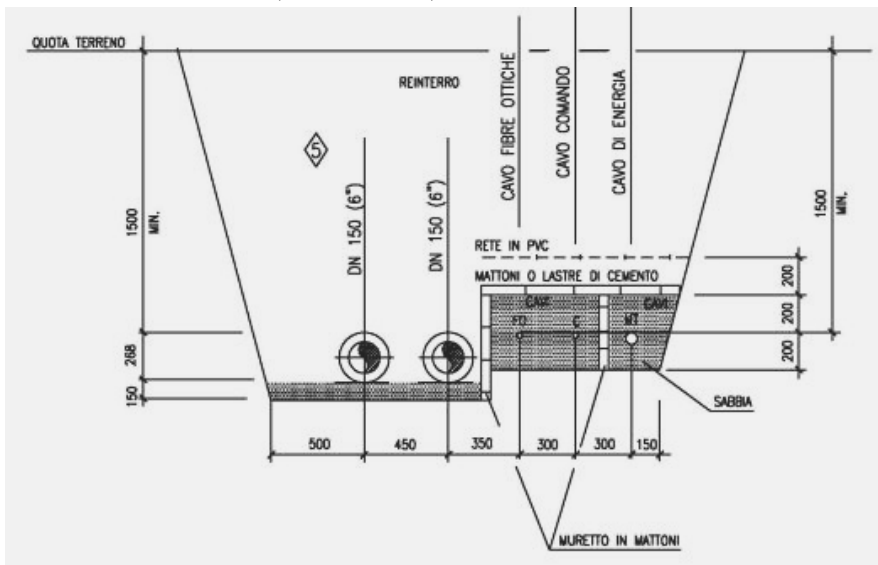 QUOTA TERRENO
REINTERRO
5
DN 150 (6")
DN 150 (6")
CAVO FIBRE OTTICHE
CAVO COMANDO
CAVO DI ENERGIA
1500
MIN.
268
150
1500
MIN.
200
200
200
RETE IN PVC
MATTONI O LASTRE DI CEMENTO
CAVI
CAVI
FO
C
MT
SABBIA
500
450
350
300
300
150
MURETTO IN MATTONI